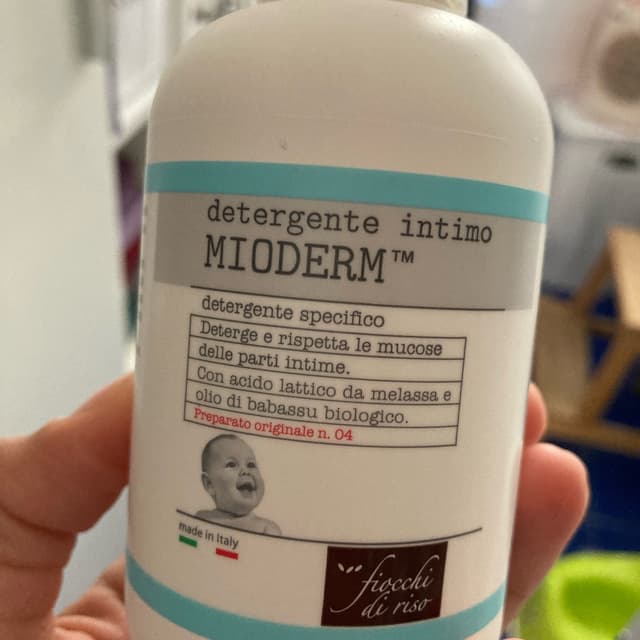 detergente intimo
MIODERM™
detergente specifico
Deterge e rispetta le mucose
delle parti intime.
Con acido lattico da melassa e
olio di babassu biologico.
Preparato originale n. 04
made in Italy
fiocchi
di riso